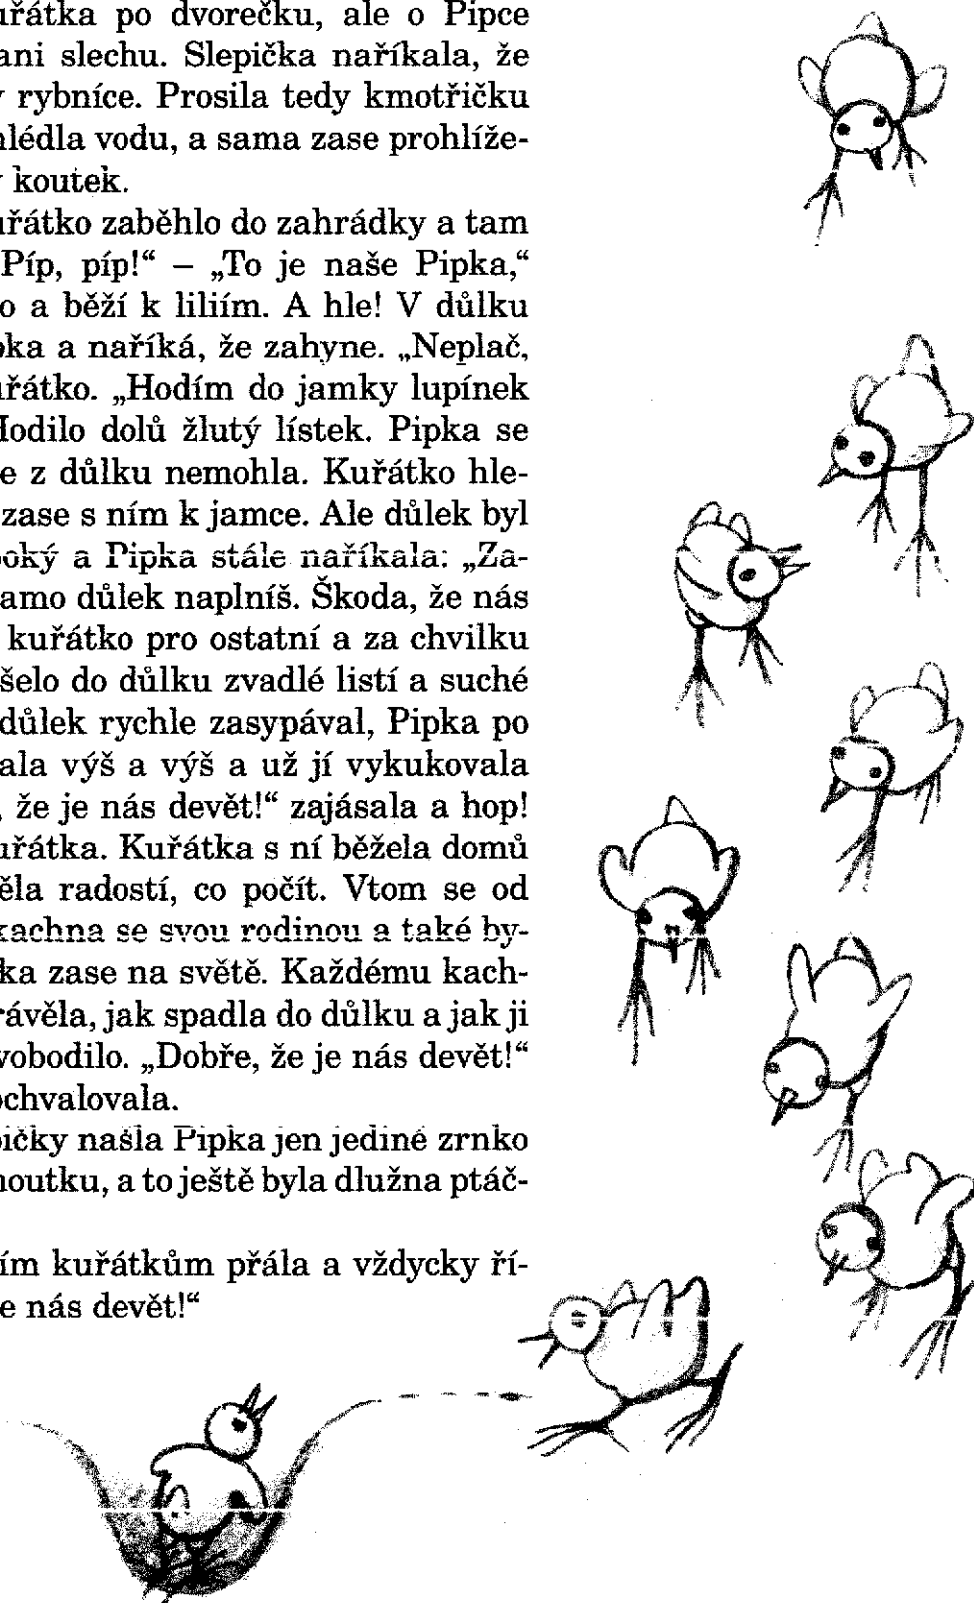 uřátka po dvorečku, ale o Pipce
ani slechu. Slepička naříkala, že
rybníce. Prosila tedy kmotřičku
hlédla vodu, a sama zase prohlíže-
koutek.
uřátko zaběhlo do zahrádky a tam
Píp, píp!“ – „To je naše Pipka,“
o a běží k liliím. A hle! V důlku
pka a naříká, že zahyne. „Neplač,
uřátko. „Hodím do jamky lupínek
Hodilo dolů žlutý lístek. Pipka se
e z důlku nemohla. Kuřátko hle-
zase s ním k jamce. Ale důlek byl
boký a Pipka stále naříkala: „Za-
amo důlek naplníš. Škoda, že nás
kuřátko pro ostatní a za chvilku
šelo do důlku zvadlé listí a suché
důlek rychle zasypával, Pipka po
ala výš a výš a už jí vykukovala
, že je nás devět!“ zajásala a hop!
uřátka. Kuřátka s ní běžela domů
ěla radostí, co počít. Vtom se od
kachna se svou rodinou a také by-
ka zase na světě. Každému kach-
rávěla, jak spadla do důlku a jak ji
vobodilo. „Dobře, že je nás devět!“
ochvalovala.
pičky našla Pipka jen jediné zrnko
noutku, a to ještě byla dlužna ptáč-
ím kuřátkům přála a vždycky ří-
e nás devět!“